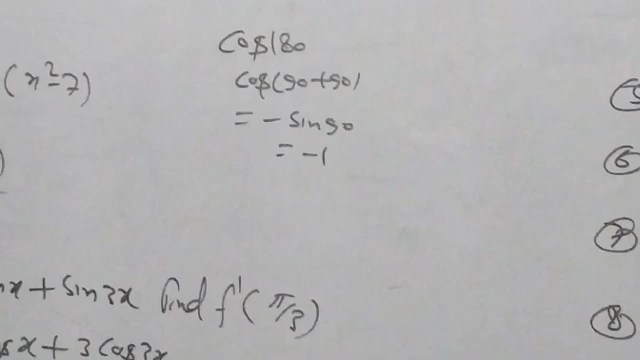 cos180
(x²-7)
cos(90+90)
= - sin90
= -1
5
6
7
x + sin3x find f'(π/3)
8
x + 3cos3x